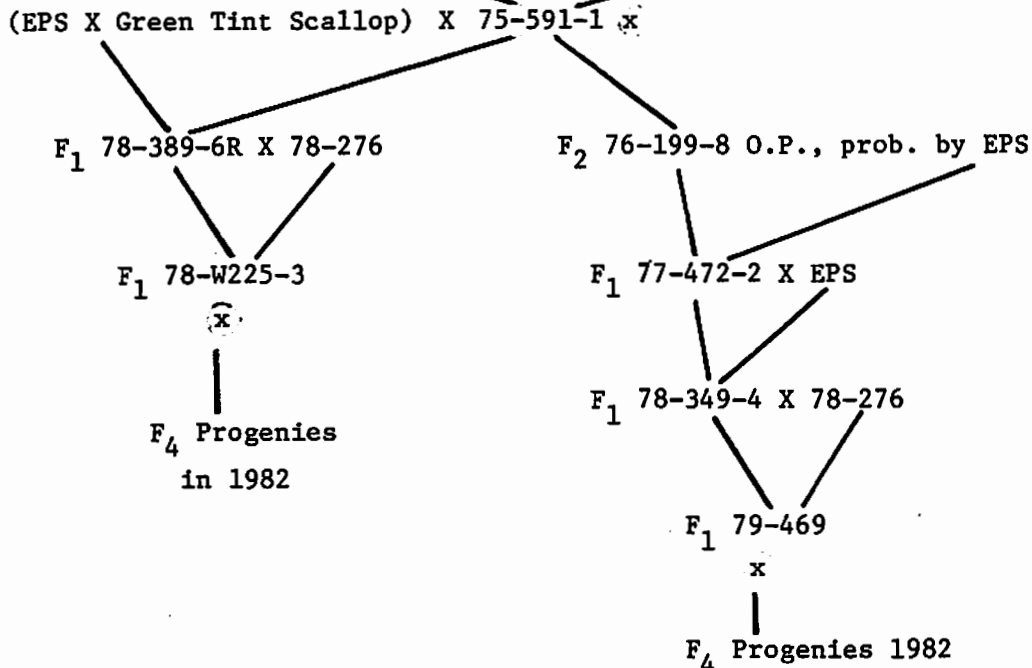 (EPS X Green Tint Scallop) X 75-591-1 x
F1 78-389-6R X 78-276
F2 76-199-8 O.P., prob. by EPS
F1 78-W225-3
F1 77-472-2 X EPS
x
F1 78-349-4 X 78-276
F4 Progenies
in 1982
F1 79-469
x
F4 Progenies 1982